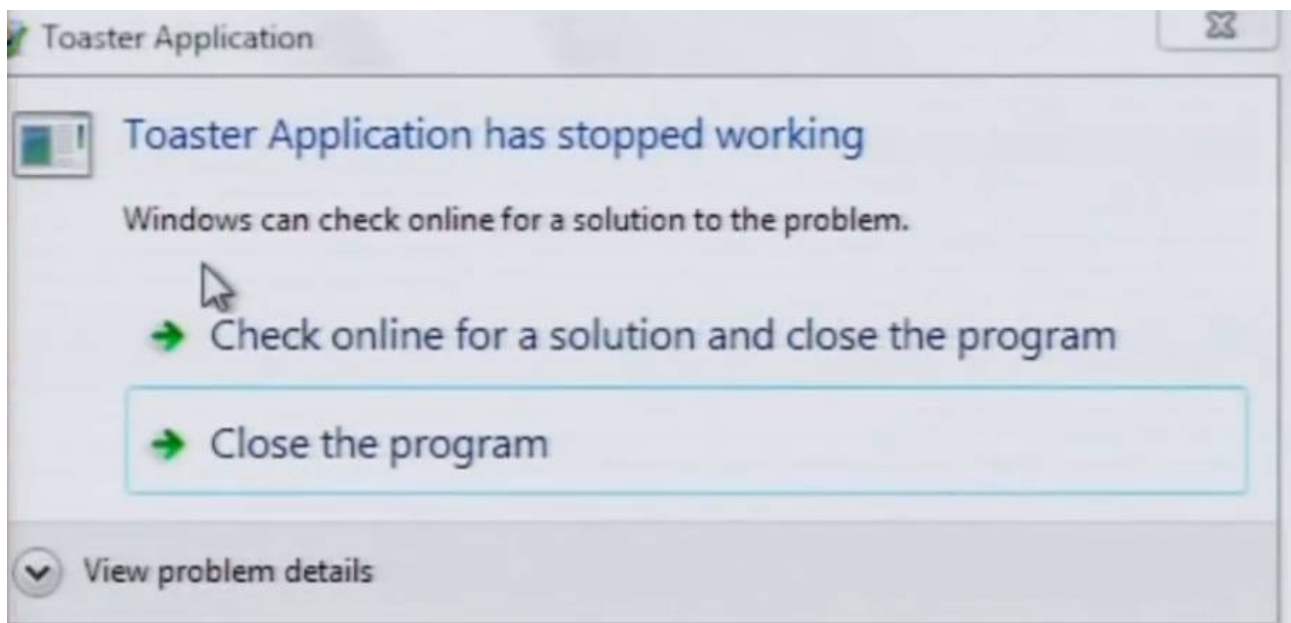 Toaster Application
Toaster Application has stopped working
Windows can check online for a solution to the problem.
Check online for a solution and close the program
Close the program
View problem details